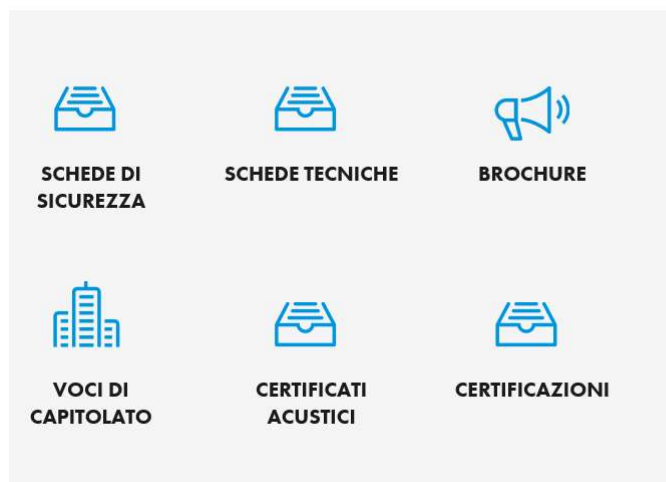 SCHEDE DI
SICUREZZA
SCHEDE TECNICHE
BROCHURE
VOCI DI
CAPITOLATO
CERTIFICATI
ACUSTICI
CERTIFICAZIONI